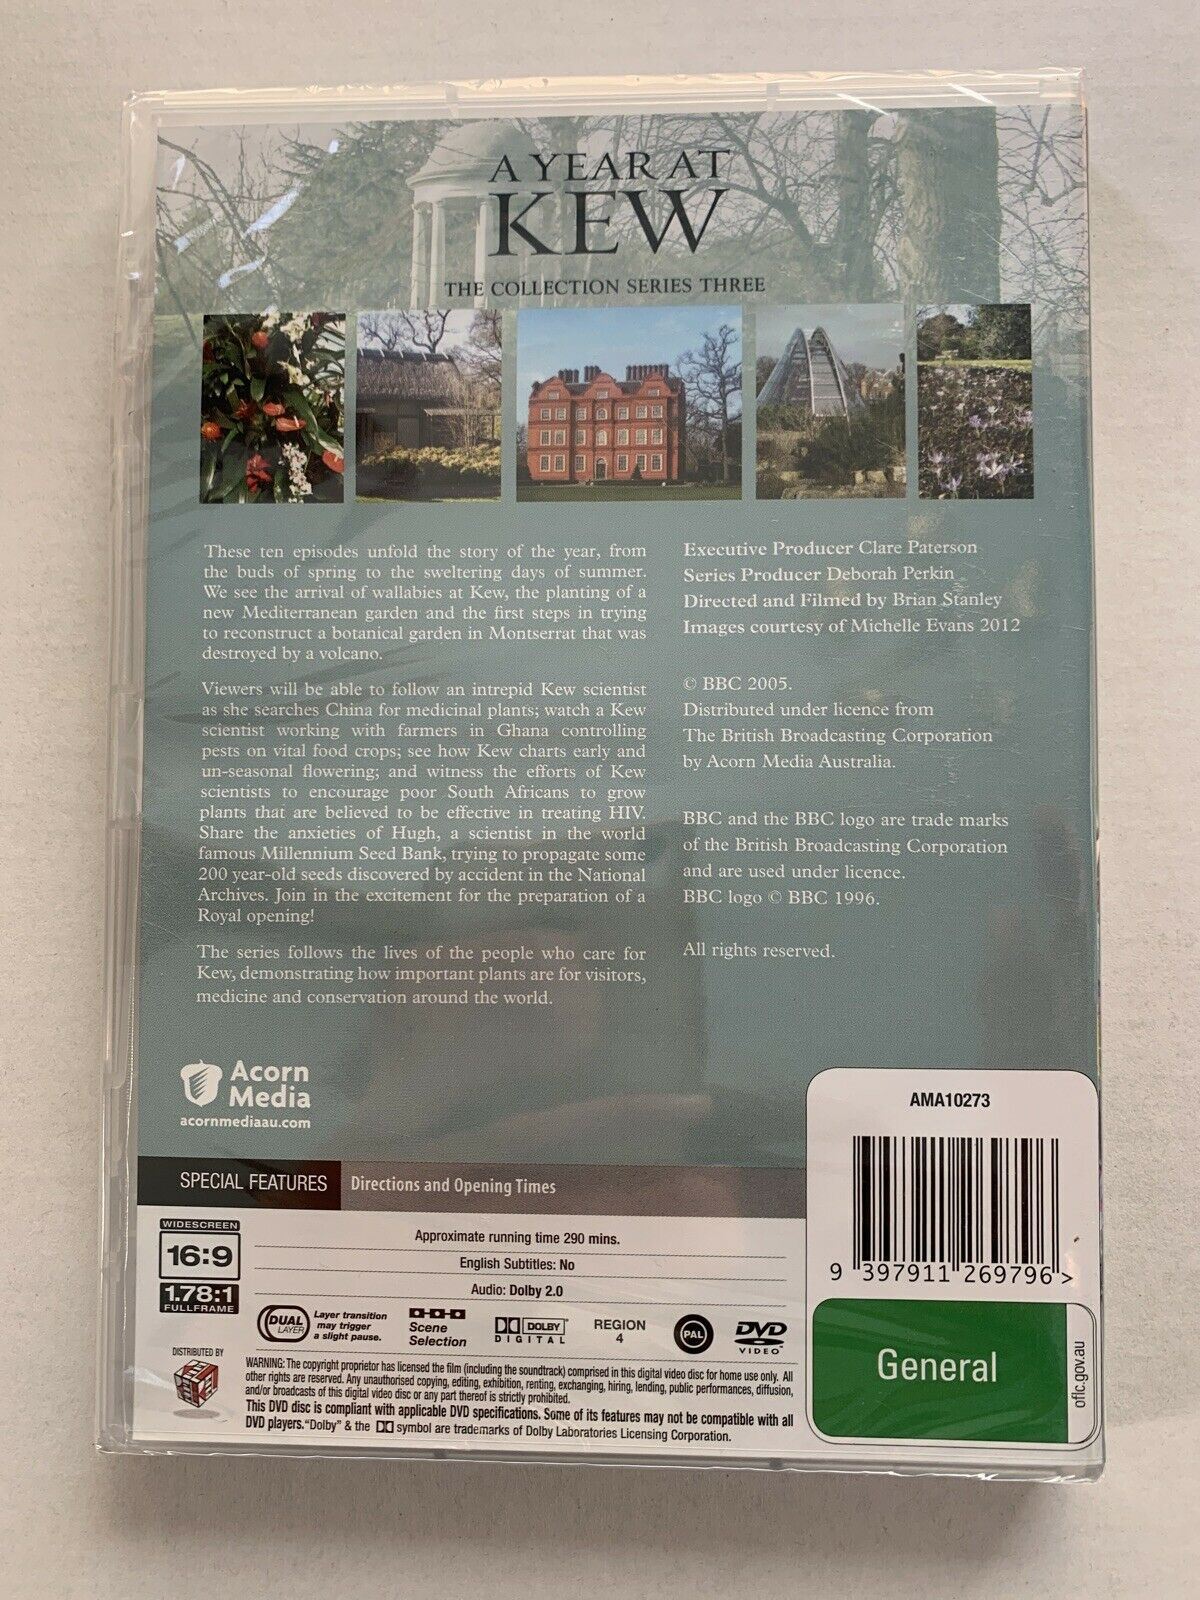 A YEAR AT
KEW
THE COLLECTION SERIES THREE
These ten episodes unfold the story of the year, from
the buds of spring to the sweltering days of summer.
We see the arrival of wallabies at Kew, the planting of a
new Mediterranean garden and the first steps in trying
to reconstruct a botanical garden in Montserrat that was
destroyed by a volcano.
Viewers will be able to follow an intrepid Kew scientist
as she searches China for medicinal plants; watch a Kew
scientist working with farmers in Ghana controlling
pests on vital food crops; see how Kew charts early and
un-seasonal flowering; and witness the efforts of Kew
scientists to encourage poor South Africans to grow
plants that are believed to be effective in treating HIV.
Share the anxieties of Hugh, a scientist in the world
famous Millennium Seed Bank, trying to propagate some
200 year-old seeds discovered by accident in the National
Archives. Join in the excitement for the preparation of a
Royal opening!
The series follows the lives of the people who care for
Kew, demonstrating how important plants are for visitors,
medicine and conservation around the world.
Executive Producer Clare Paterson
Series Producer Deborah Perkin
Directed and Filmed by Brian Stanley
Images courtesy of Michelle Evans 2012
© BBC 2005.
Distributed under licence from
The British Broadcasting Corporation
by Acorn Media Australia.
BBC and the BBC logo are trade marks
of the British Broadcasting Corporation
and are used under licence.
BBC logo © BBC 1996.
All rights reserved.
Acorn
Media
acornmediaau.com
AMA10273
9 397911 269796 >
SPECIAL FEATURES Directions and Opening Times
WIDESCREEN
16:9
1.78:1
FULLFRAME
Approximate running time 290 mins.
English Subtitles: No
Audio: Dolby 2.0
DUAL
LAYER
Layer transition
may trigger
a slight pause.
Scene
Selection
DOLBY
DIGITAL
REGION
4
PAL
DVD
VIDEO
General
oflc.gov.au
DISTRIBUTED BY
WARNING: The copyright proprietor has licensed the film (including the soundtrack) comprised in this digital video disc for home use only. All
other rights are reserved. Any unauthorised copying, editing, exhibition, renting, exchanging, hiring, lending, public performances, diffusion,
and/or broadcasts of this digital video disc or any part thereof is strictly prohibited.
This DVD disc is compliant with applicable DVD specifications. Some of its features may not be compatible with all
DVD players. "Dolby" & the symbol are trademarks of Dolby Laboratories Licensing Corporation.